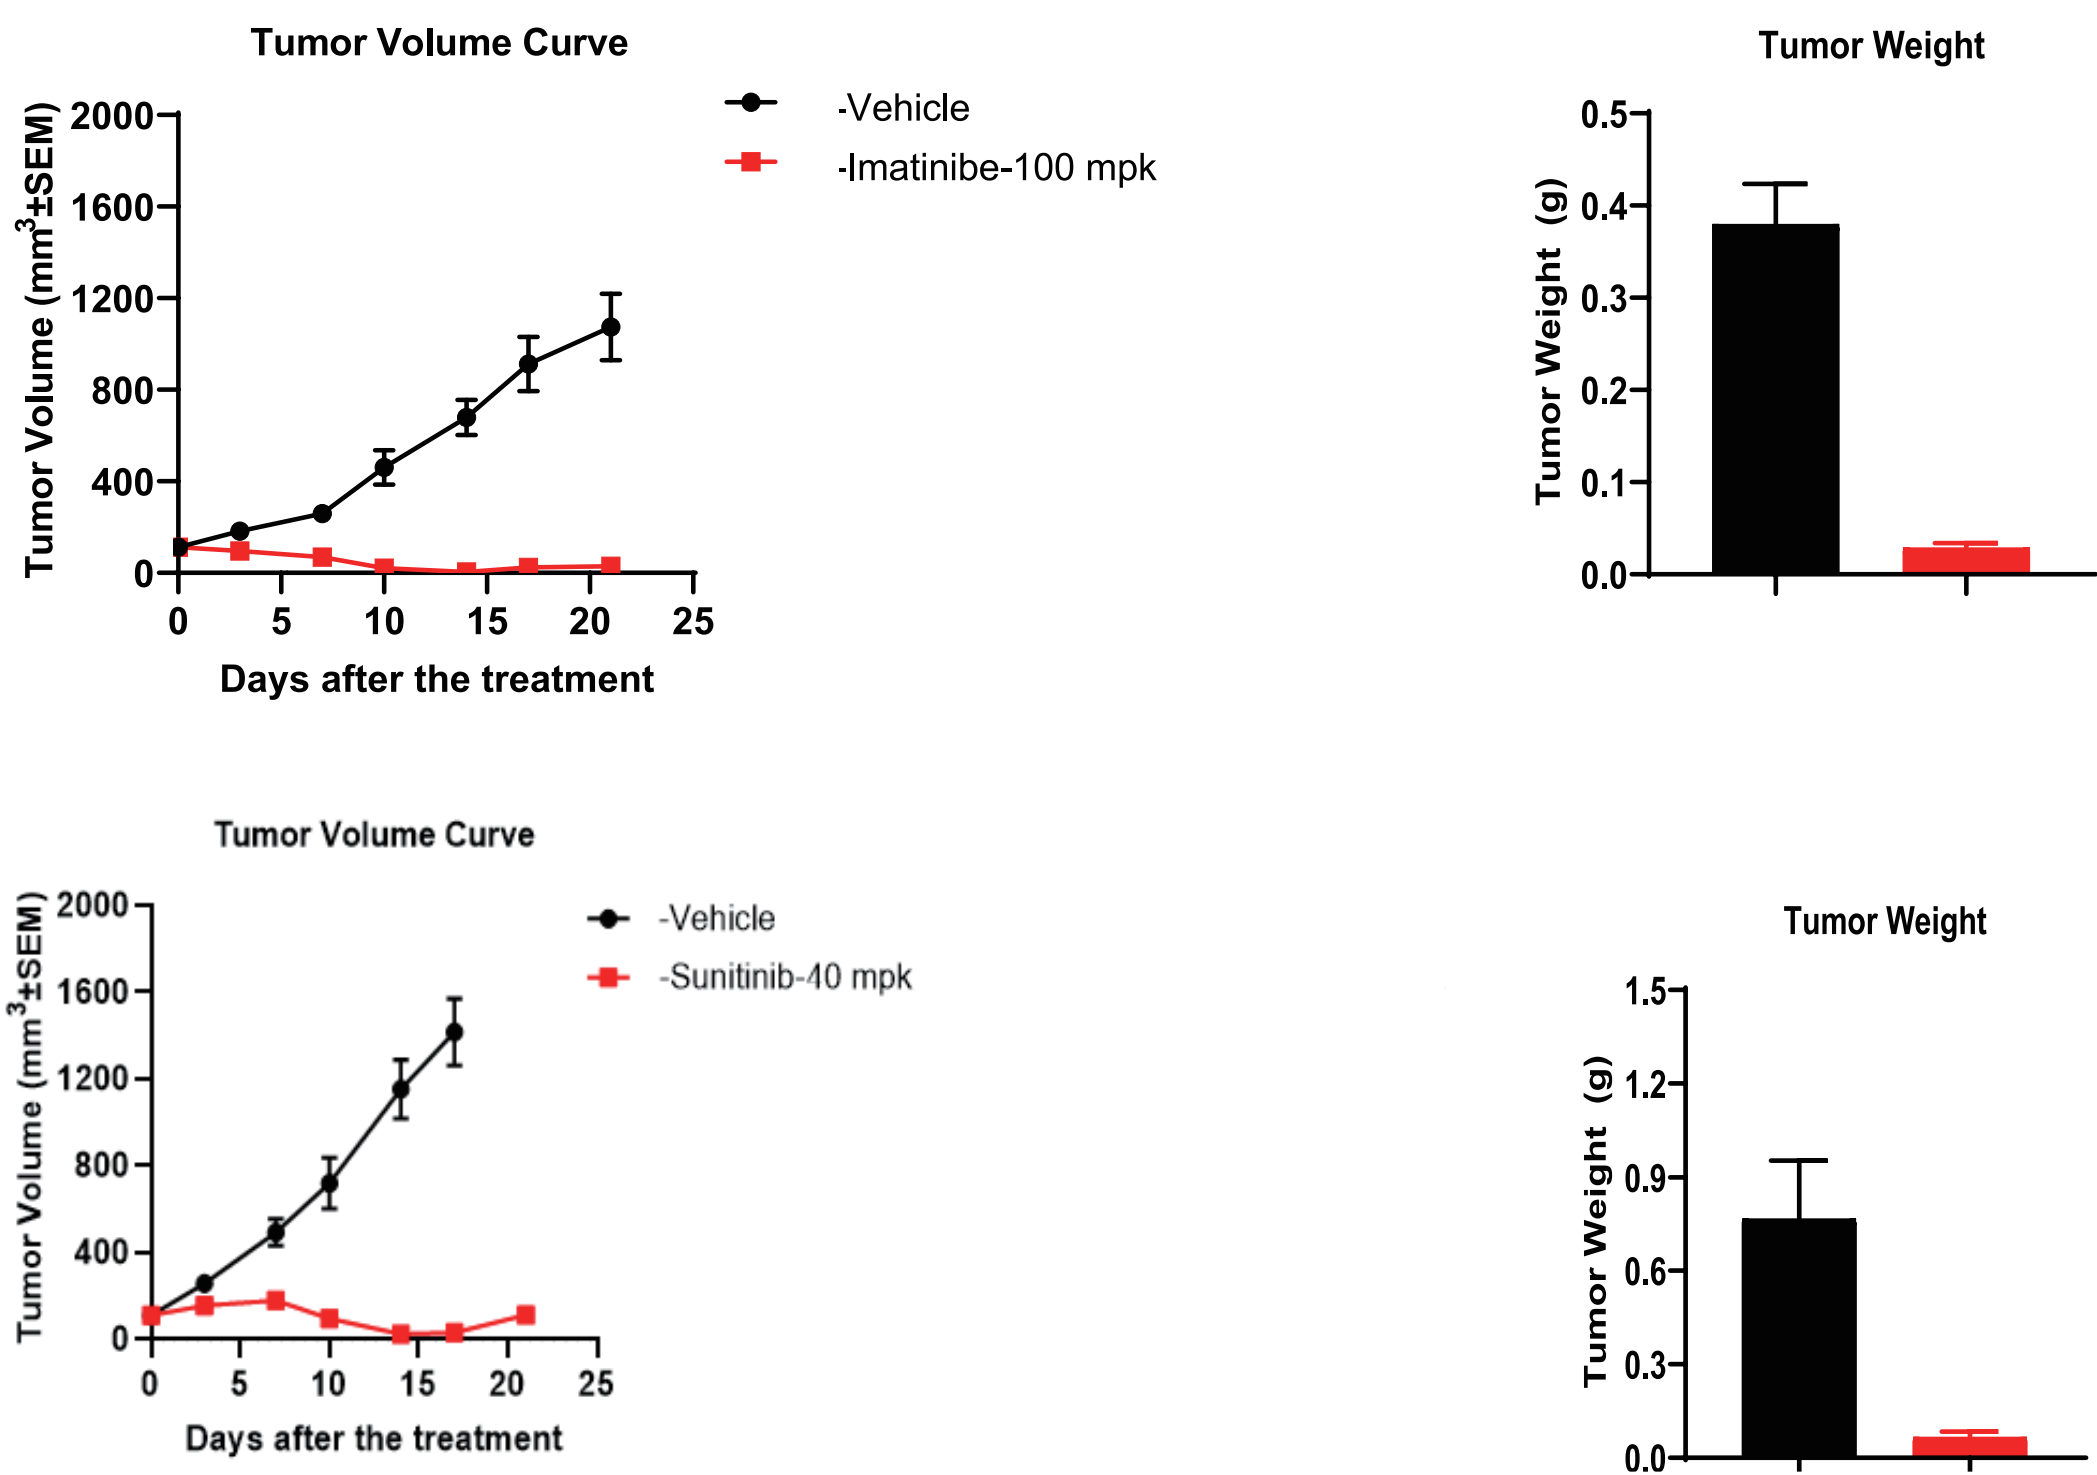 Tumor Volume Curve
Tumor Volume (mm³±SEM)
2000
1600
1200
800
400
0
0 5 10 15 20 25
Days after the treatment
-Vehicle
-Imatinibe-100 mpk
Tumor Weight
Tumor Weight (g)
0.5
0.4
0.3
0.2
0.1
0.0
Tumor Volume Curve
Tumor Volume (mm³±SEM)
2000
1600
1200
800
400
0
0 5 10 15 20 25
Days after the treatment
-Vehicle
-Sunitinib-40 mpk
Tumor Weight
Tumor Weight (g)
1.5
1.2
0.9
0.6
0.3
0.0